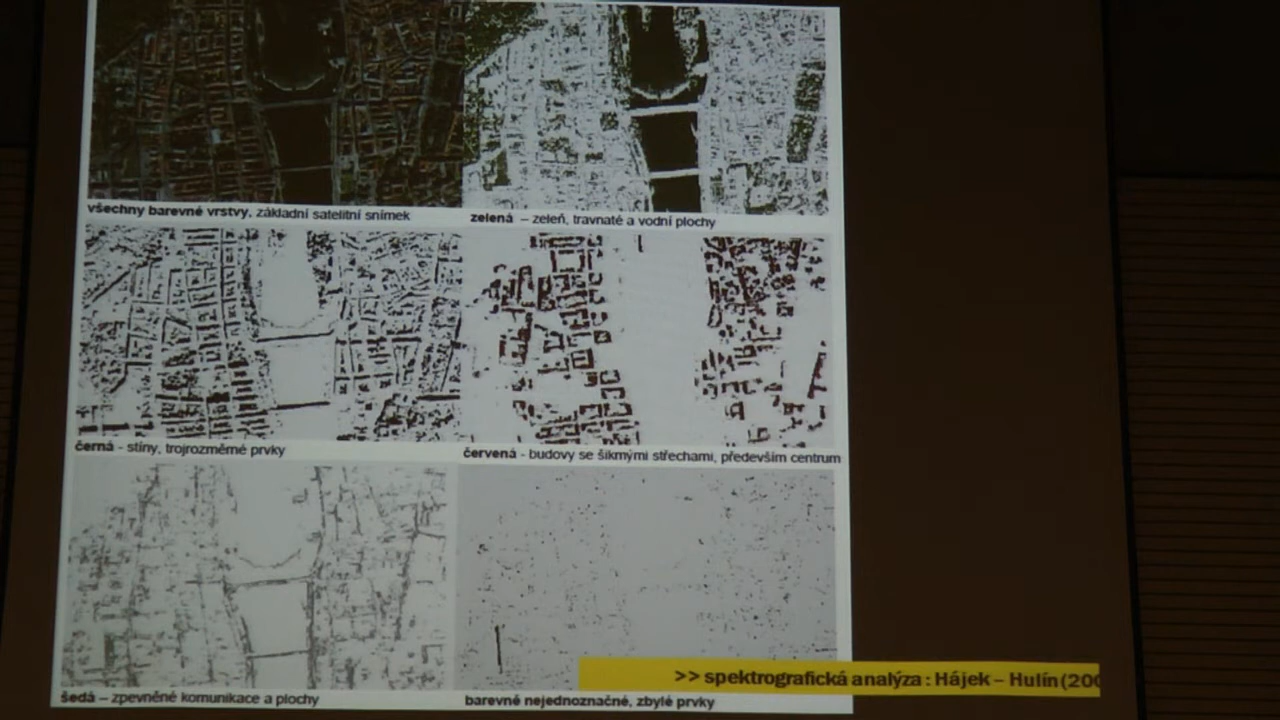 všechny barevné vrstvy, základní satelitní snímek
zelená – zeleň, travnaté a vodní plochy
černá - stíny, trojrozměrné prvky
červená - budovy se šikmými střechami, především centrum
šedá – zpevněné komunikace a plochy
barevně nejednoznačné, zbylé prvky
>> spektrografická analýza : Hájek – Hulín (200